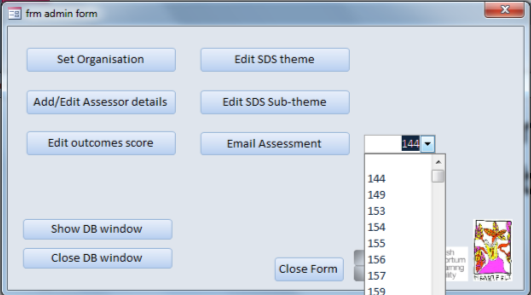 frm admin form
Set Organisation
Edit SDS theme
Add/Edit Assessor details
Edit SDS Sub-theme
Edit outcomes score
Email Assessment
144
144
149
153
154
155
156
157
159
Show DB window
Close DB window
Close Form